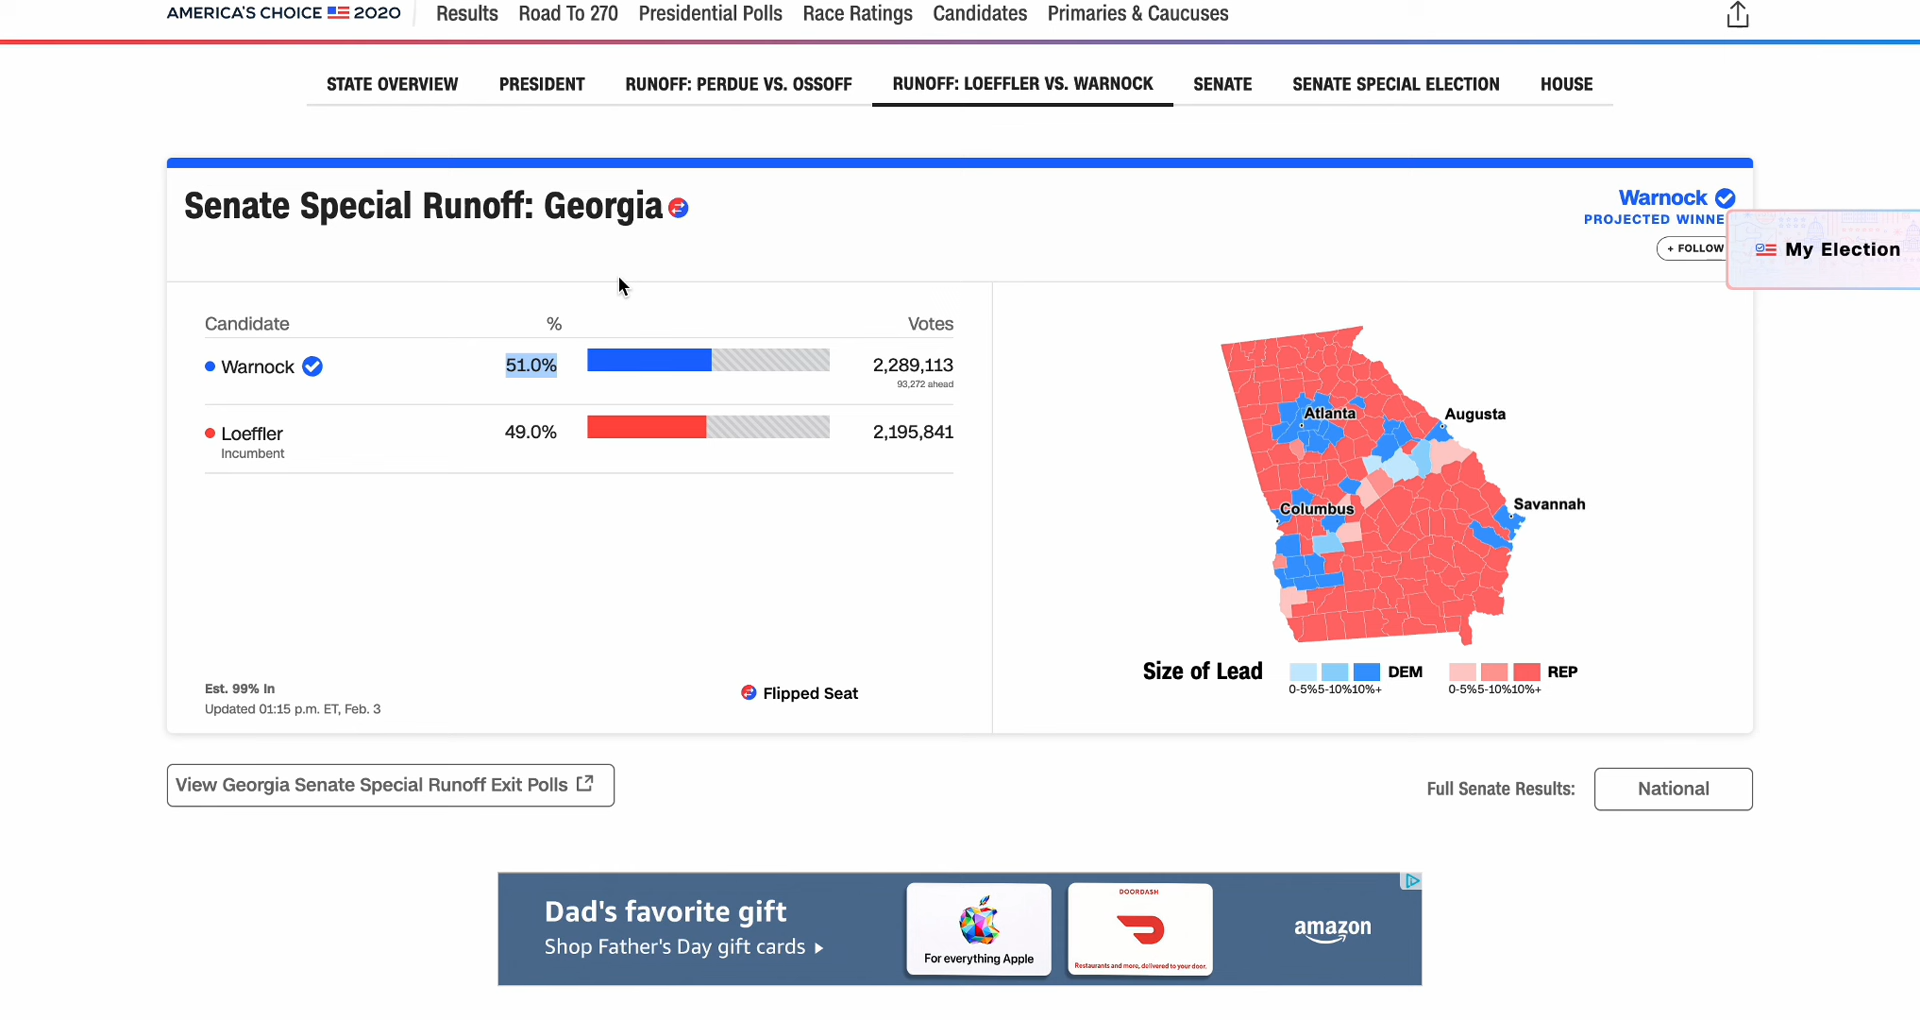 AMERICA'S CHOICE 2020
Results Road To 270 Presidential Polls Race Ratings Candidates Primaries & Caucuses
STATE OVERVIEW PRESIDENT RUNOFF: PERDUE VS. OSSOFF RUNOFF: LOEFFLER VS. WARNOCK SENATE SENATE SPECIAL ELECTION HOUSE
Senate Special Runoff: Georgia
Warnock
PROJECTED WINNE
+ FOLLOW
My Election
Candidate % Votes
Warnock 51.0% 2,289,113
93,272 ahead
Loeffler 49.0% 2,195,841
Incumbent
Atlanta
Augusta
Columbus
Savannah
Size of Lead DEM REP
0-5%5-10%10%+ 0-5%5-10%10%+
Est. 99% In
Updated 01:15 p.m. ET, Feb. 3
Flipped Seat
View Georgia Senate Special Runoff Exit Polls
Full Senate Results: National
Dad's favorite gift
Shop Father's Day gift cards
For everything Apple
DOORDASH
Restaurants and more, delivered to your door.
amazon